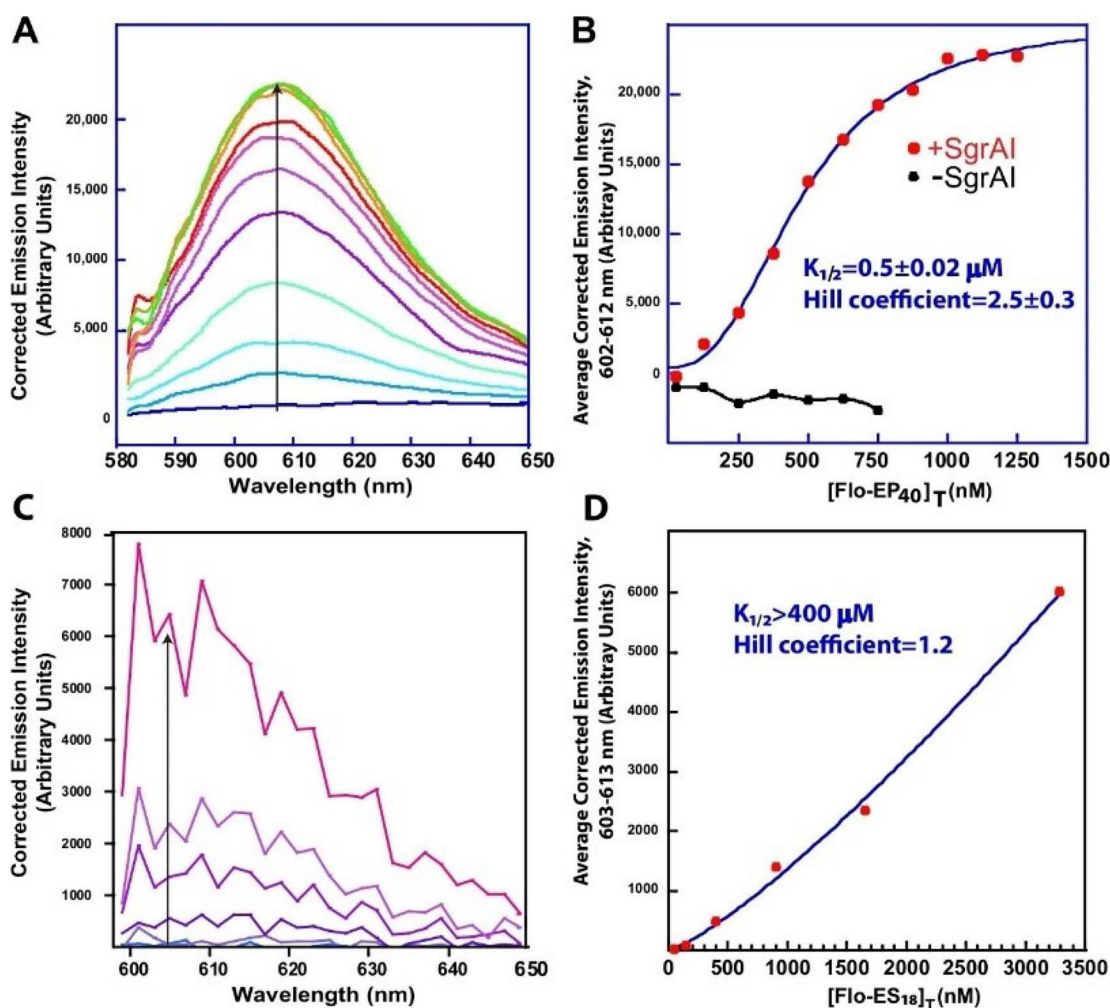 A
Corrected Emission Intensity
(Arbitrary Units)
20,000
15,000
10,000
5,000
0
580 590 600 610 620 630 640 650
Wavelength (nm)
B
Average Corrected Emission Intensity,
602-612 nm (Arbitray Units)
20,000
15,000
10,000
5,000
0
+SgrAI
-SgrAI
K1/2=0.5±0.02 µM
Hill coefficient=2.5±0.3
250 500 750 1000 1250 1500
[Flo-EP40]T(nM)
C
Corrected Emission Intensity
(Arbitrary Units)
8000
7000
6000
5000
4000
3000
2000
1000
600 610 620 630 640 650
Wavelength (nm)
D
Average Corrected Emission Intensity,
603-613 nm (Arbitray Units)
6000
5000
4000
3000
2000
1000
0
K1/2>400 µM
Hill coefficient=1.2
0 500 1000 1500 2000 2500 3000 3500
[Flo-ES18]T(nM)